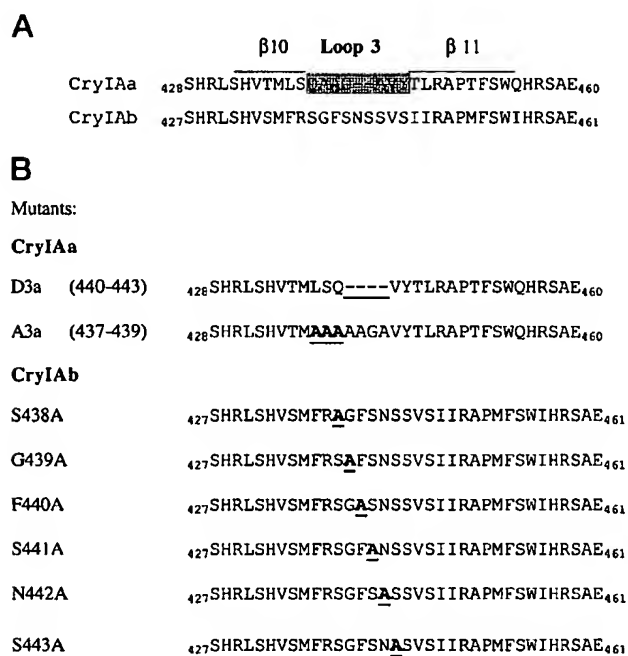 A
β10 Loop 3 β 11
CryIAa 428SHRLSHVTMLS TLRAPTFSWQHRSAE460
CryIAb 427SHRLSHVSMFRSGFSNSSVSIIRAPMFSWIHRSAE461
B
Mutants:
CryIAa
D3a (440-443) 428SHRLSHVTMLSQ----VYTLRAPTFSWQHRSAE460
A3a (437-439) 428SHRLSHVTMAAAAAGAVYTLRAPTFSWQHRSAE460
CryIAb
S438A 427SHRLSHVSMFRAGFSNSSVSIIRAPMFSWIHRSAE461
G439A 427SHRLSHVSMFRSAFSNSSVSIIRAPMFSWIHRSAE461
F440A 427SHRLSHVSMFRSGASNSSVSIIRAPMFSWIHRSAE461
S441A 427SHRLSHVSMFRSGFANSSVSIIRAPMFSWIHRSAE461
N442A 427SHRLSHVSMFRSGFSASSVSIIRAPMFSWIHRSAE461
S443A 427SHRLSHVSMFRSGFSNASVSIIRAPMFSWIHRSAE461